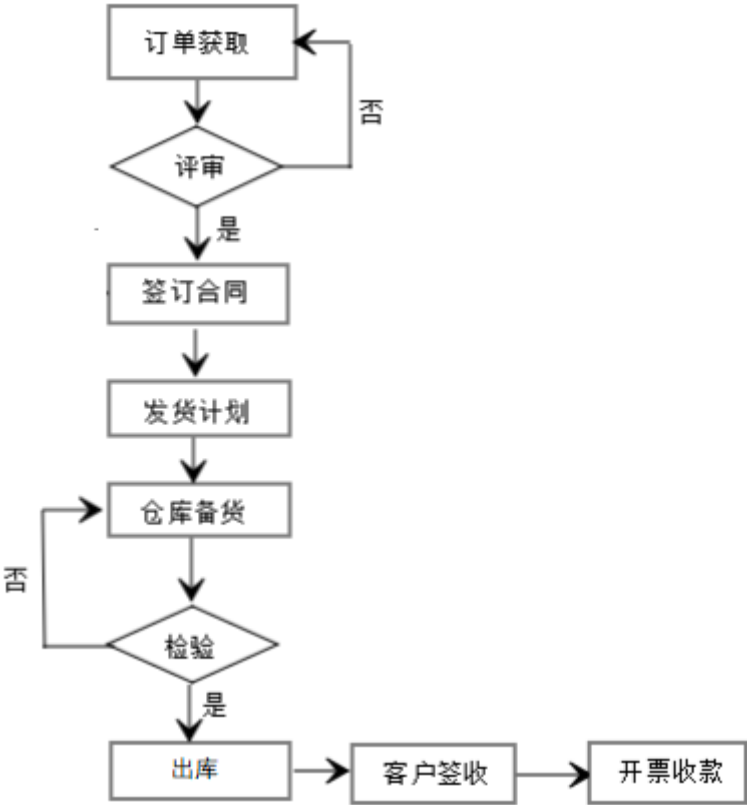 订单获取
否
评审
是
签订合同
发货计划
仓库备货
否
检验
是
出库
客户签收
开票收款